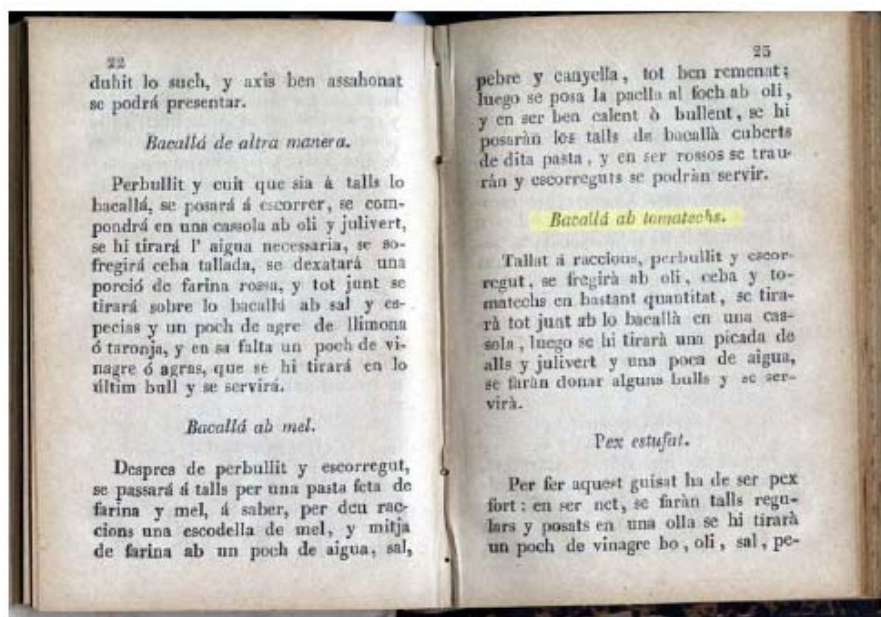 22
duhit lo such, y axis ben assahonat
se podrá presentar.
Bacallá de altra manera.
Perbullit y cuit que sia á talls lo
bacallá, se posará á escorrer, se com-
pondrá en una cassola ab oli y julivert,
se hi tirará l' aigua necessaria, se so-
fregirá ceba tallada, se dexatará una
porció de farina rossa, y tot junt se
tirará sobre lo bacallá ab sal y es-
pecias y un poch de agre de llimona
ó taronja, y en sa falta un poch de vi-
nagre ó agras, que se hi tirará en lo
últim bull y se servirá.
Bacallá ab mel.
Despres de perbullit y escorregut,
se passará á talls per una pasta feta de
farina y mel, á saber, per deu rac-
cions una escodella de mel, y mitja
de farina ab un poch de aigua, sal,
23
pebre y canyella, tot ben remenat;
luego se posa la paella al foch ab oli,
y en ser ben calent ò bullent, se hi
posaràn los talls de bacallà cuberts
de dita pasta, y en ser rossos se trau-
ràn y escorreguts se podràn servir.
Bacallá ab tomatechs.
Tallat á raccions, perbullit y escor-
regut, se fregirà ab oli, ceba y to-
matechs en bastant quantitat, se tira-
rà tot junt ab lo bacallà en una cas-
sola, luego se hi tirarà una picada de
alls y julivert y una poca de aigua,
se faràn donar alguns bulls y se ser-
virà.
Pex estufat.
Per fer aquest guisat ha de ser pex
fort: en ser net, se faràn talls regu-
lars y posats en una olla se hi tirarà
un poch de vinagre bo, oli, sal, pe-